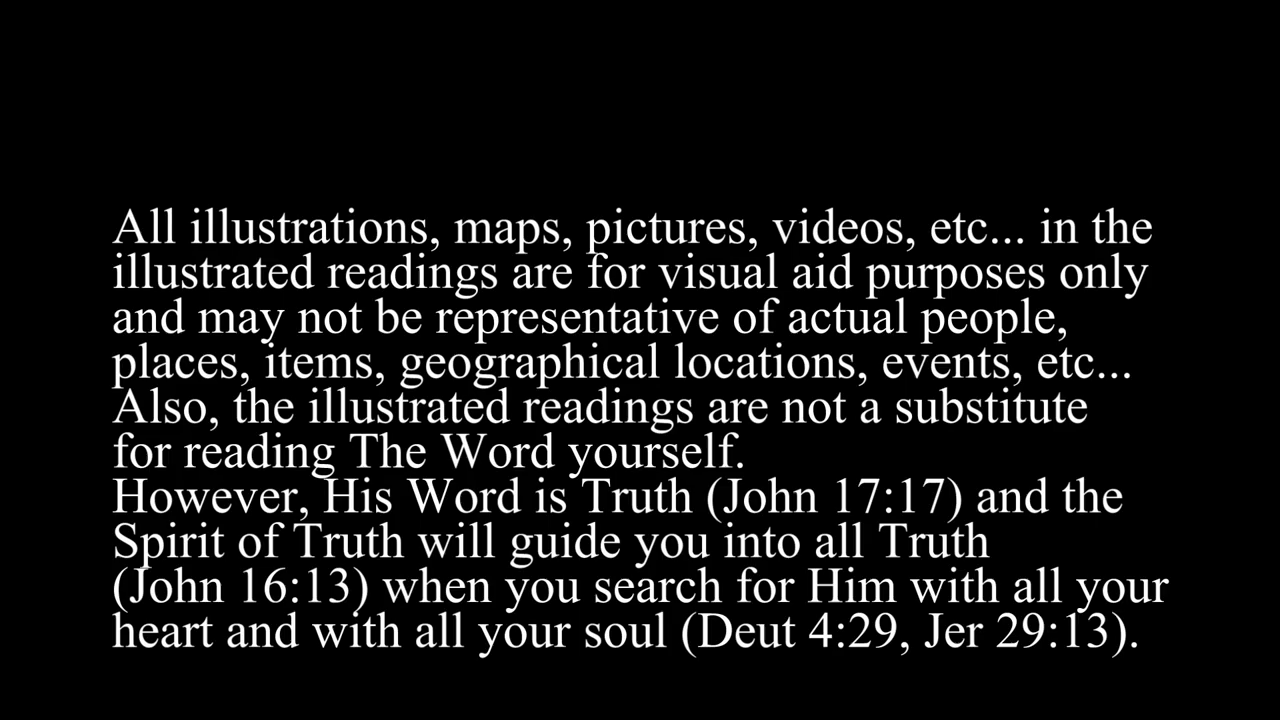 All illustrations, maps, pictures, videos, etc... in the
illustrated readings are for visual aid purposes only
and may not be representative of actual people,
places, items, geographical locations, events, etc...
Also, the illustrated readings are not a substitute
for reading The Word yourself.
However, His Word is Truth (John 17:17) and the
Spirit of Truth will guide you into all Truth
(John 16:13) when you search for Him with all your
heart and with all your soul (Deut 4:29, Jer 29:13).